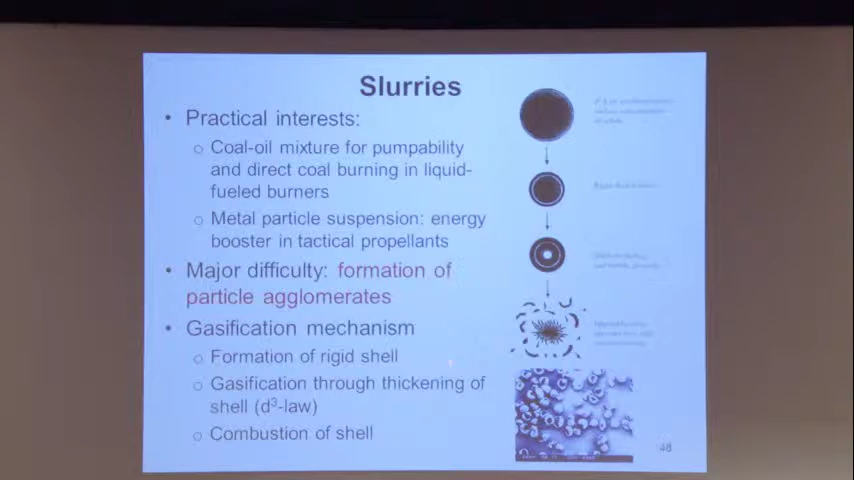 Slurries
• Practical interests:
○ Coal-oil mixture for pumpability
and direct coal burning in liquid-
fueled burners
○ Metal particle suspension: energy
booster in tactical propellants
• Major difficulty: formation of
particle agglomerates
• Gasification mechanism
○ Formation of rigid shell
○ Gasification through thickening of
shell (d³-law)
○ Combustion of shell
48